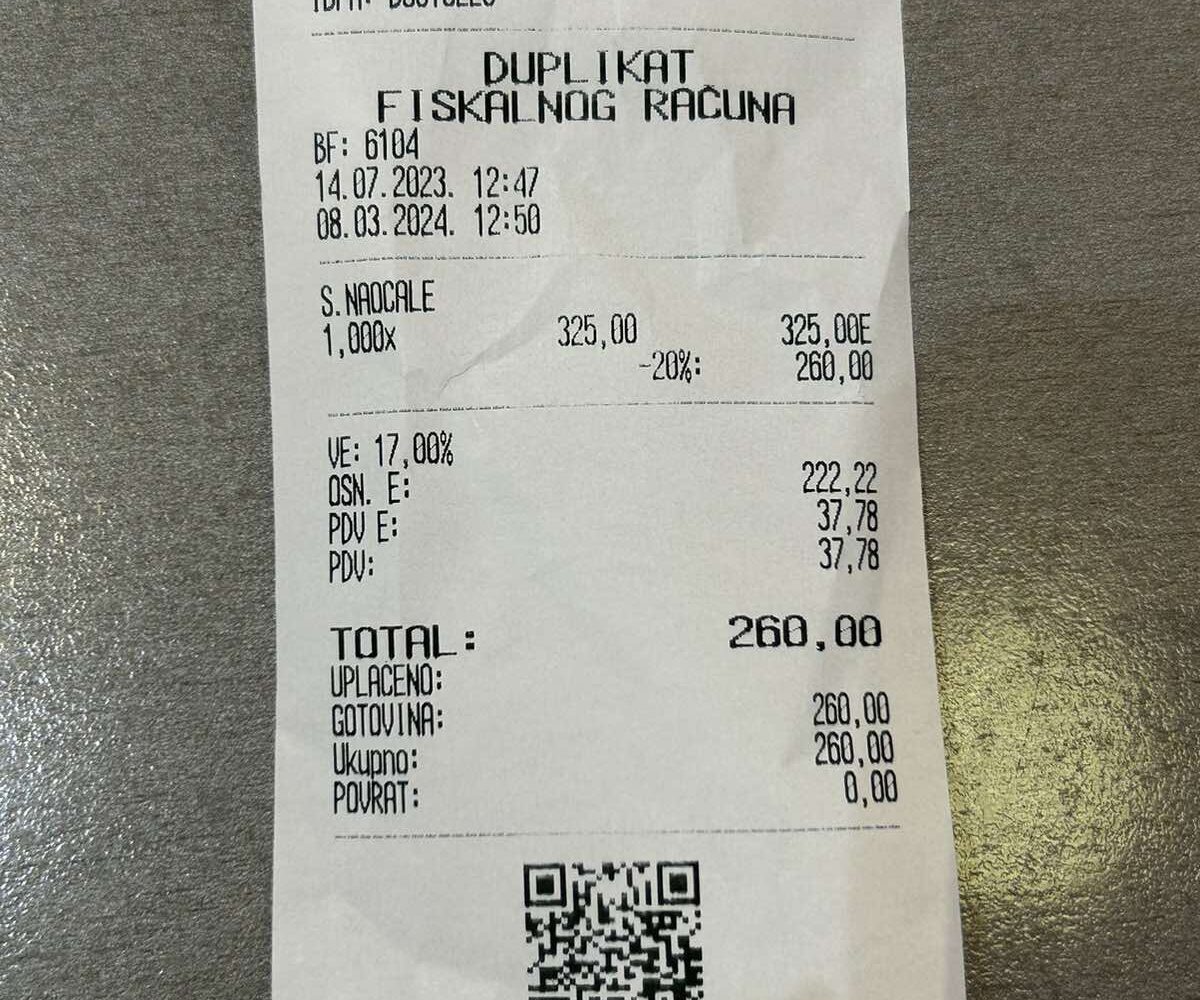 DUPLIKAT
FISKALNOG RAČUNA
BF: 6104
14.07.2023. 12:47
08.03.2024. 12:50
S.NAOCALE
1,000x 325,00 325,00E
-20%: 260,00
VE: 17,00%
OSN. E: 222,22
PDV E: 37,78
PDV: 37,78
TOTAL: 260,00
UPLAĆENO:
GOTOVINA: 260,00
Ukupno: 260,00
POVRAT: 0,00